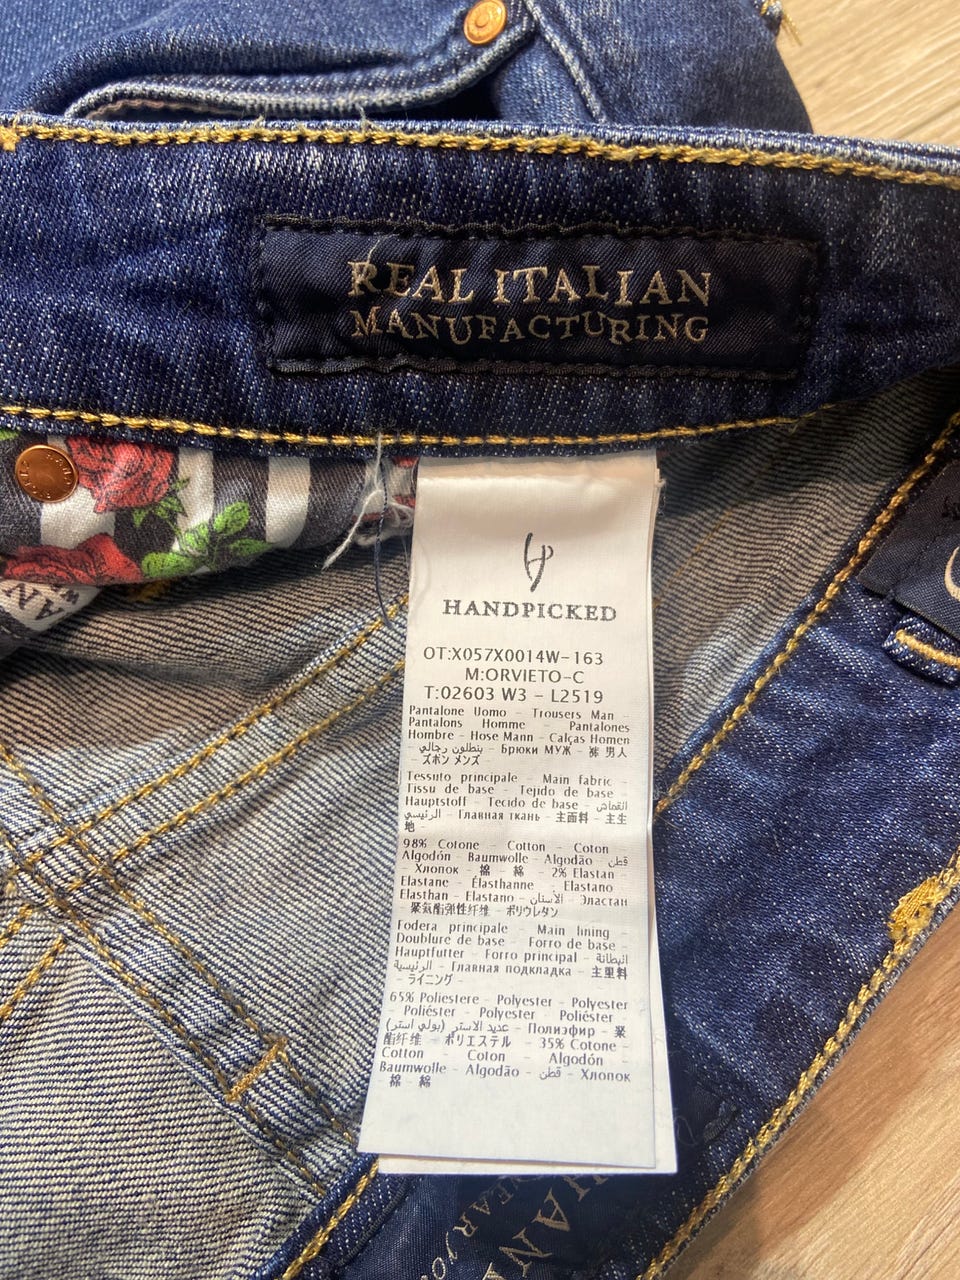 REAL ITALIAN
MANUFACTURING
HANDPICKED
OT:X057X0014W-163
M:ORVIETO-C
T:02603 W3 - L2519
Pantalone Uomo - Trousers Man -
Pantalons Homme - Pantalones
Hombre - Hose Mann - Calças Homen
- بنطلون رجالي - Брюки МУЖ - 裤 男人
- ズボン メンズ
Tessuto principale - Main fabric -
Tissu de base - Tejido de base -
Hauptstoff - Tecido de base - القماش
الرئيسي - Главная ткань - 主面料 - 主生
地 -
98% Cotone - Cotton - Coton -
Algodón - Baumwolle - Algodão - قطن
- Хлопок - 棉 - 綿 - 2% Elastan -
Elastane - Élasthanne - Elastano -
Elasthan - Elastano - الأستان - Эластан
- 聚氨酯弹性纤维 - ポリウレタン
Fodera principale - Main lining -
Doublure de base - Forro de base -
Hauptfutter - Forro principal - البطانة
الرئيسية - Главная подкладка - 主里料
- ライニング -
65% Poliestere - Polyester - Polyester
- Poliéster - Polyester - Poliéster -
عديد الاستر (بولي استر) - Полиэфир - 聚
酯纤维 - ポリエステル - 35% Cotone -
Cotton - Coton - Algodón -
Baumwolle - Algodão - قطن - Хлопок
- 棉 - 綿